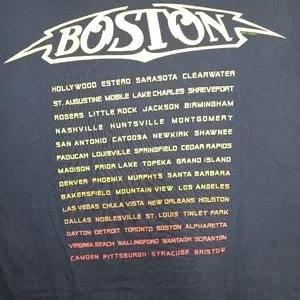 BOSTON
HOLLYWOOD ESTERO SARASOTA CLEARWATER
ST. AUGUSTINE MOBILE LAKE CHARLES SHREVEPORT
ROGERS LITTLE ROCK JACKSON BIRMINGHAM
NASHVILLE HUNTSVILLE MONTGOMERY
SAN ANTONIO CATOOSA NEWKIRK SHAWNEE
PADUCAH LOUISVILLE SPRINGFIELD CEDAR RAPIDS
MADISON PRIOR LAKE TOPEKA GRAND ISLAND
DENVER PHOENIX MURPHYS SANTA BARBARA
BAKERSFIELD MOUNTAIN VIEW LOS ANGELES
LAS VEGAS CHULA VISTA NEW ORLEANS HOUSTON
DALLAS NOBLESVILLE ST. LOUIS TINLEY PARK
DAYTON DETROIT TORONTO BOSTON ALPHARETTA
VIRGINIA BEACH WALLINGFORD WANTAGH SCRANTON
CAMDEN PITTSBURGH SYRACUSE BRISTOW